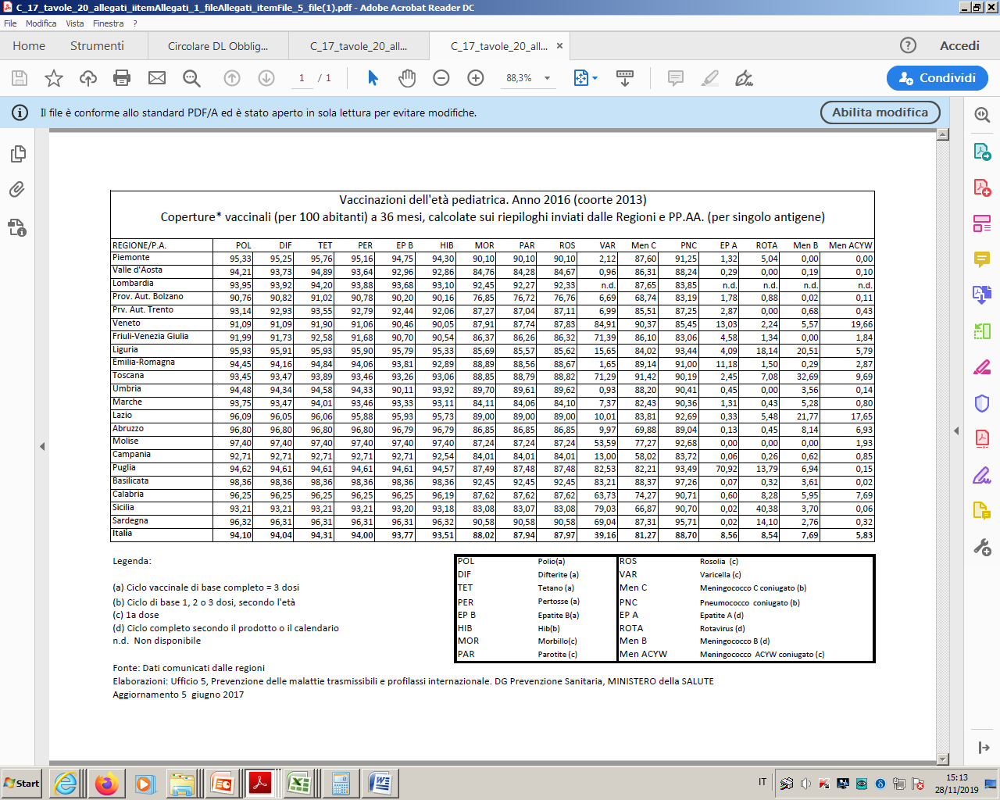 C_17_tavole_20_allegati_iitemAllegati_1_fileAllegati_itemFile_5_file(1).pdf - Adobe Acrobat Reader DC
File Modifica Vista Finestra ?
Home Strumenti Circolare DL Obblig... C_17_tavole_20_all... C_17_tavole_20_all... ×
1 / 1 88,3% Condividi
? Accedi
Il file è conforme allo standard PDF/A ed è stato aperto in sola lettura per evitare modifiche. Abilita modifica
Vaccinazioni dell'età pediatrica. Anno 2016 (coorte 2013)
Coperture* vaccinali (per 100 abitanti) a 36 mesi, calcolate sui riepiloghi inviati dalle Regioni e PP.AA. (per singolo antigene)
REGIONE/P.A. POL DIF TET PER EP B HIB MOR PAR ROS VAR Men C PNC EP A ROTA Men B Men ACYW
Piemonte 95,33 95,25 95,76 95,16 94,75 94,30 90,10 90,10 90,10 2,12 87,60 91,25 1,32 5,04 0,00 0,00
Valle d'Aosta 94,21 93,73 94,89 93,64 92,96 92,86 84,76 84,28 84,67 0,96 86,31 88,24 0,29 0,00 0,19 0,10
Lombardia 93,95 93,92 94,20 93,88 93,68 93,10 92,45 92,27 92,33 n.d. 87,65 83,85 n.d. n.d. n.d. n.d.
Prov. Aut. Bolzano 90,76 90,82 91,02 90,78 90,20 90,16 76,85 76,72 76,76 6,69 68,74 83,19 1,78 0,88 0,02 0,11
Prv. Aut. Trento 93,14 92,93 93,55 92,79 92,44 92,06 87,27 87,04 87,11 6,99 85,51 87,25 2,87 0,00 0,68 0,43
Veneto 91,09 91,09 91,90 91,06 90,46 90,05 87,91 87,74 87,83 84,91 90,37 85,45 13,03 2,24 5,57 19,66
Friuli-Venezia Giulia 91,99 91,73 92,58 91,68 90,70 90,54 86,37 86,26 86,32 71,39 86,10 83,06 4,58 1,34 0,00 1,84
Liguria 95,93 95,91 95,93 95,90 95,79 95,33 85,69 85,57 85,62 15,65 84,02 93,44 4,09 18,14 20,51 5,79
Emilia-Romagna 94,45 94,16 94,84 94,06 93,81 92,89 88,89 88,56 88,67 1,65 89,14 91,00 11,18 1,50 0,29 2,87
Toscana 93,45 93,47 93,89 93,46 93,26 93,06 88,85 88,79 88,82 71,29 91,42 90,19 2,45 7,08 32,69 9,69
Umbria 94,48 94,34 94,58 94,33 90,11 93,92 89,70 89,61 89,62 0,93 88,20 90,41 0,45 0,00 3,56 0,14
Marche 93,75 93,47 94,01 93,46 93,33 93,11 84,11 84,06 84,10 7,37 82,43 90,36 1,31 0,43 5,28 0,80
Lazio 96,09 96,05 96,06 95,88 95,93 95,73 89,00 89,00 89,00 10,01 83,81 92,69 0,33 5,48 21,77 17,65
Abruzzo 96,80 96,80 96,80 96,80 96,79 96,79 86,85 86,85 86,85 9,97 69,88 89,04 0,13 0,45 8,14 6,93
Molise 97,40 97,40 97,40 97,40 97,40 97,40 87,24 87,24 87,24 53,59 77,27 92,68 0,00 0,00 0,00 1,93
Campania 92,71 92,71 92,71 92,71 92,71 92,54 84,01 84,01 84,01 13,00 58,02 83,72 0,06 0,26 0,62 0,85
Puglia 94,62 94,61 94,61 94,61 94,61 94,57 87,49 87,48 87,48 82,53 82,21 93,49 70,92 13,79 6,94 0,15
Basilicata 98,36 98,36 98,36 98,36 98,36 98,36 92,45 92,45 92,45 83,21 88,37 97,26 0,07 0,32 3,61 0,02
Calabria 96,25 96,25 96,25 96,25 96,25 96,19 87,62 87,62 87,62 63,73 74,27 90,71 0,60 8,28 5,95 7,69
Sicilia 93,21 93,21 93,21 93,21 93,20 93,18 83,08 83,07 83,08 79,03 66,87 90,70 0,02 40,38 3,70 0,06
Sardegna 96,32 96,31 96,31 96,31 96,31 96,32 90,58 90,58 90,58 69,04 87,31 95,71 0,02 14,10 2,76 0,32
Italia 94,10 94,04 94,31 94,00 93,77 93,51 88,02 87,94 87,97 39,16 81,27 88,70 8,56 8,54 7,69 5,83
Legenda:
(a) Ciclo vaccinale di base completo = 3 dosi
(b) Ciclo di base 1, 2 o 3 dosi, secondo l'età
(c) 1a dose
(d) Ciclo completo secondo il prodotto o il calendario
n.d. Non disponibile
POL Polio(a) ROS Rosolia (c)
DIF Difterite (a) VAR Varicella (c)
TET Tetano (a) Men C Meningococco C coniugato (b)
PER Pertosse (a) PNC Pneumococco coniugato (b)
EP B Epatite B(a) EP A Epatite A (d)
HIB Hib(b) ROTA Rotavirus (d)
MOR Morbillo(c) Men B Meningococco B (d)
PAR Parotite (c) Men ACYW Meningococco ACYW coniugato (c)
Fonte: Dati comunicati dalle regioni
Elaborazioni: Ufficio 5, Prevenzione delle malattie trasmissibili e profilassi internazionale. DG Prevenzione Sanitaria, MINISTERO della SALUTE
Aggiornamento 5 giugno 2017
Start IT 15:13
28/11/2019